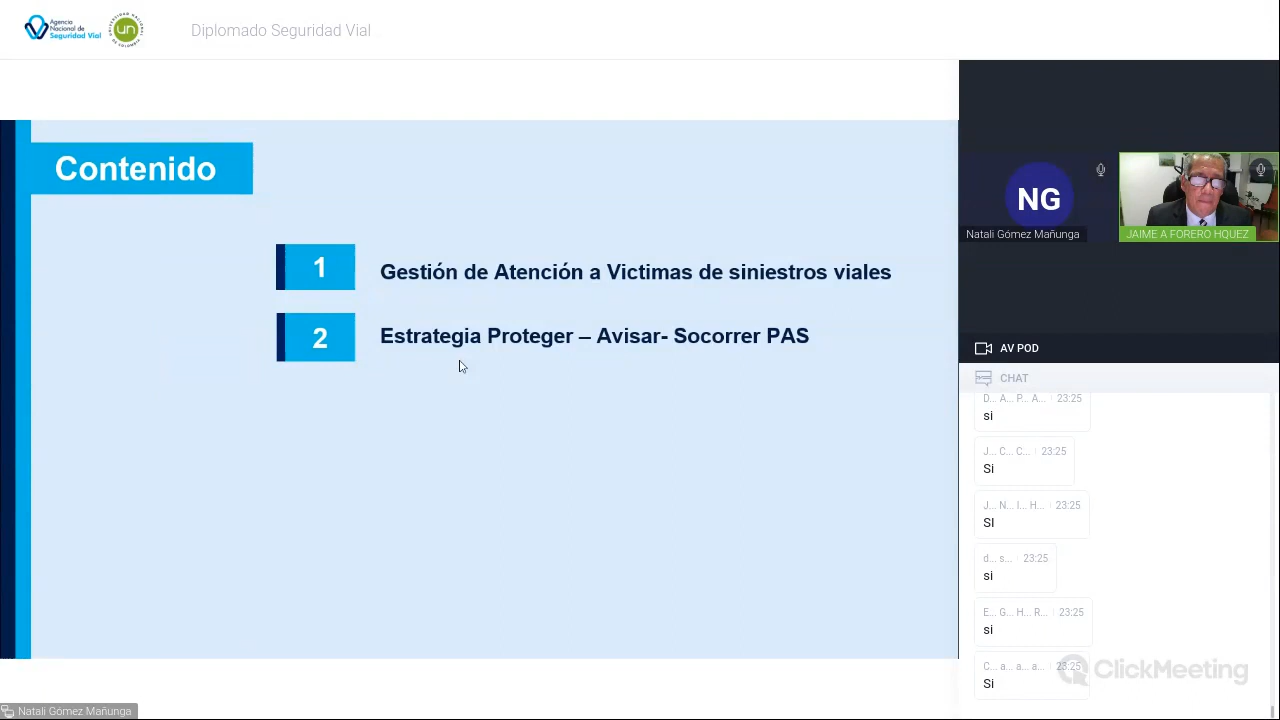 Agencia
Nacional de
Seguridad Vial
un
Diplomado Seguridad Vial
Contenido
1
Gestión de Atención a Victimas de siniestros viales
2
Estrategia Proteger – Avisar- Socorrer PAS
NG
Natali Gómez Mañunga
JAIME A FORERO HQUEZ
AV POD
CHAT
D... A... P... A... 23:25
si
J... C... C... 23:25
Si
J... N... I... H... 23:25
SI
d... s... 23:25
si
E... G... H... R... 23:25
si
C... a... a... a... 23:25
Si
ClickMeeting
Natali Gómez Mañunga